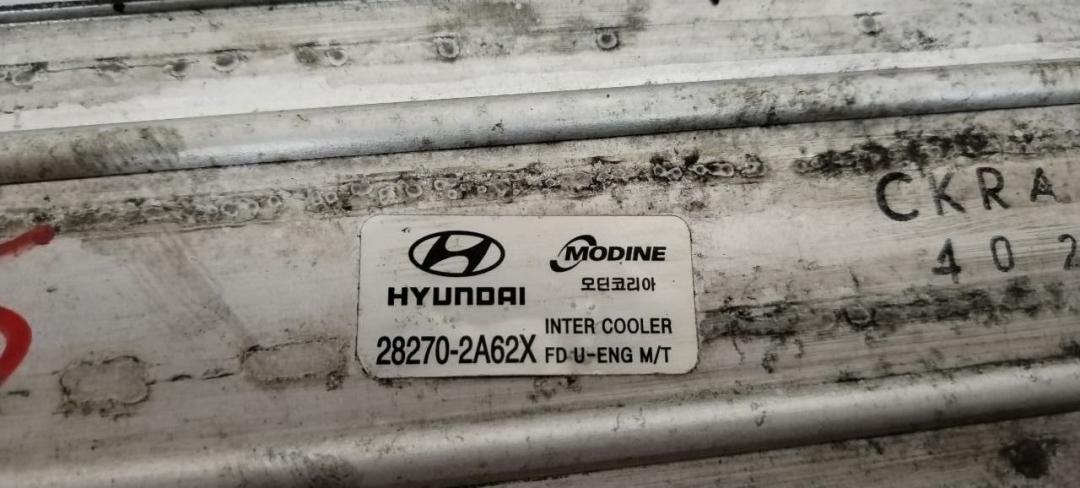 CKRA
402
HYUNDAI
MODINE
모딘코리아
28270-2A62X
INTER COOLER
FD U-ENG M/T